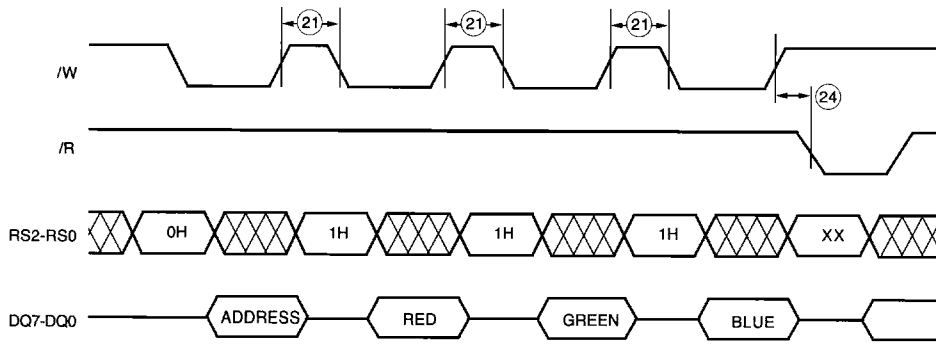 21 21 21
/W
24
/R
RS2-RS0 0H 1H 1H 1H XX
DQ7-DQ0 ADDRESS RED GREEN BLUE